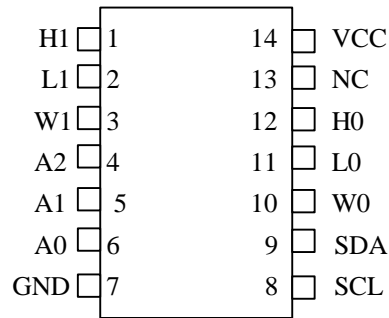 H1 1 14 VCC
L1 2 13 NC
W1 3 12 H0
A2 4 11 L0
A1 5 10 W0
A0 6 9 SDA
GND 7 8 SCL